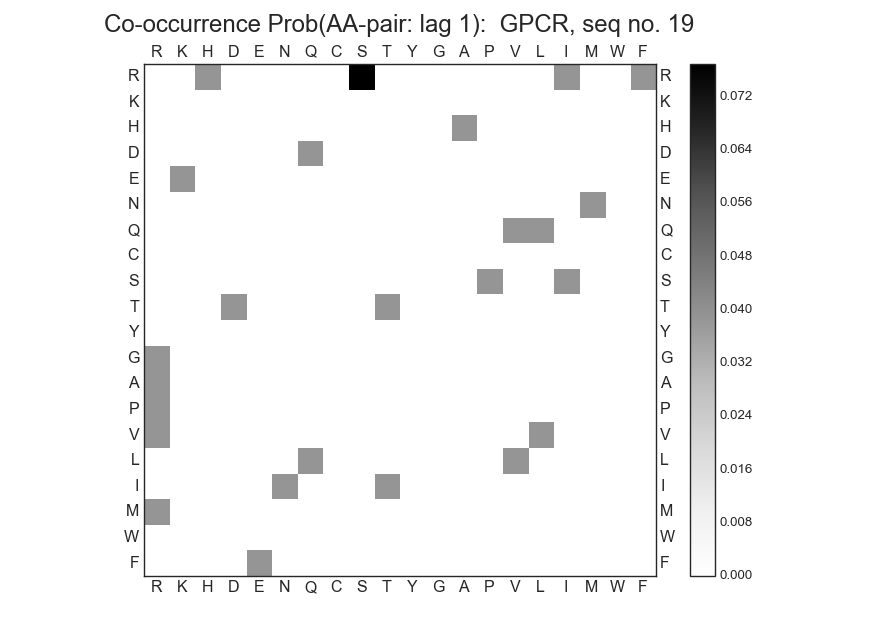 Co-occurrence Prob(AA-pair: lag 1):  GPCR, seq no. 19
R K H D E N Q C S T Y G A P V L I M W F
R R
K K
H H
D D
E E
N N
Q Q
C C
S S
T T
Y Y
G G
A A
P P
V V
L L
I I
M M
W W
F F
R K H D E N Q C S T Y G A P V L I M W F
0.072
0.064
0.056
0.048
0.040
0.032
0.024
0.016
0.008
0.000